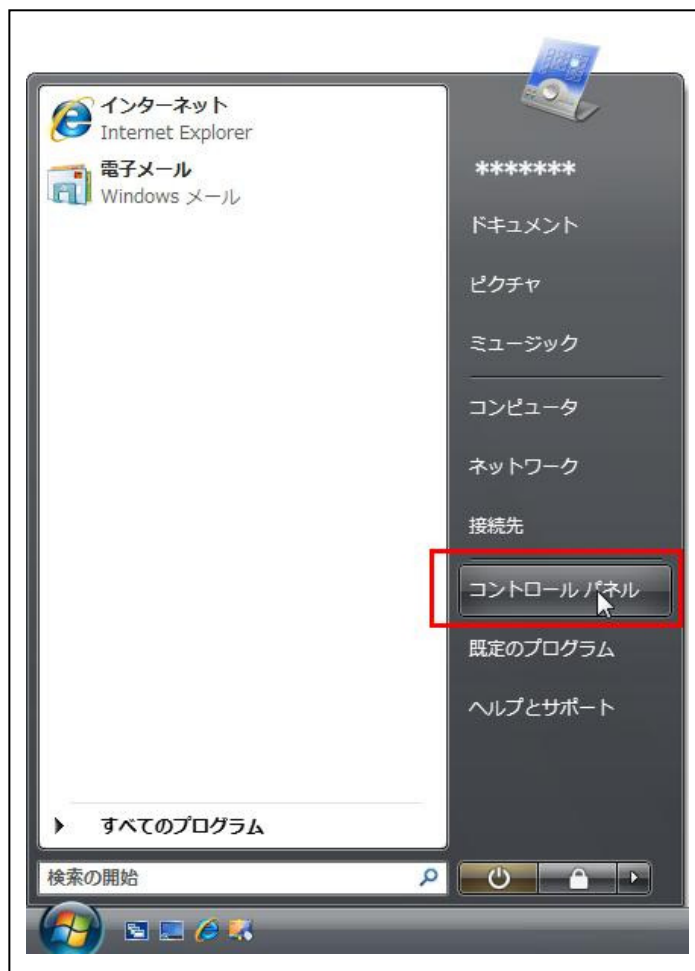 インターネット
Internet Explorer
電子メール
Windows メール
*******
ドキュメント
ピクチャ
ミュージック
コンピュータ
ネットワーク
接続先
コントロール パネル
既定のプログラム
ヘルプとサポート
すべてのプログラム
検索の開始